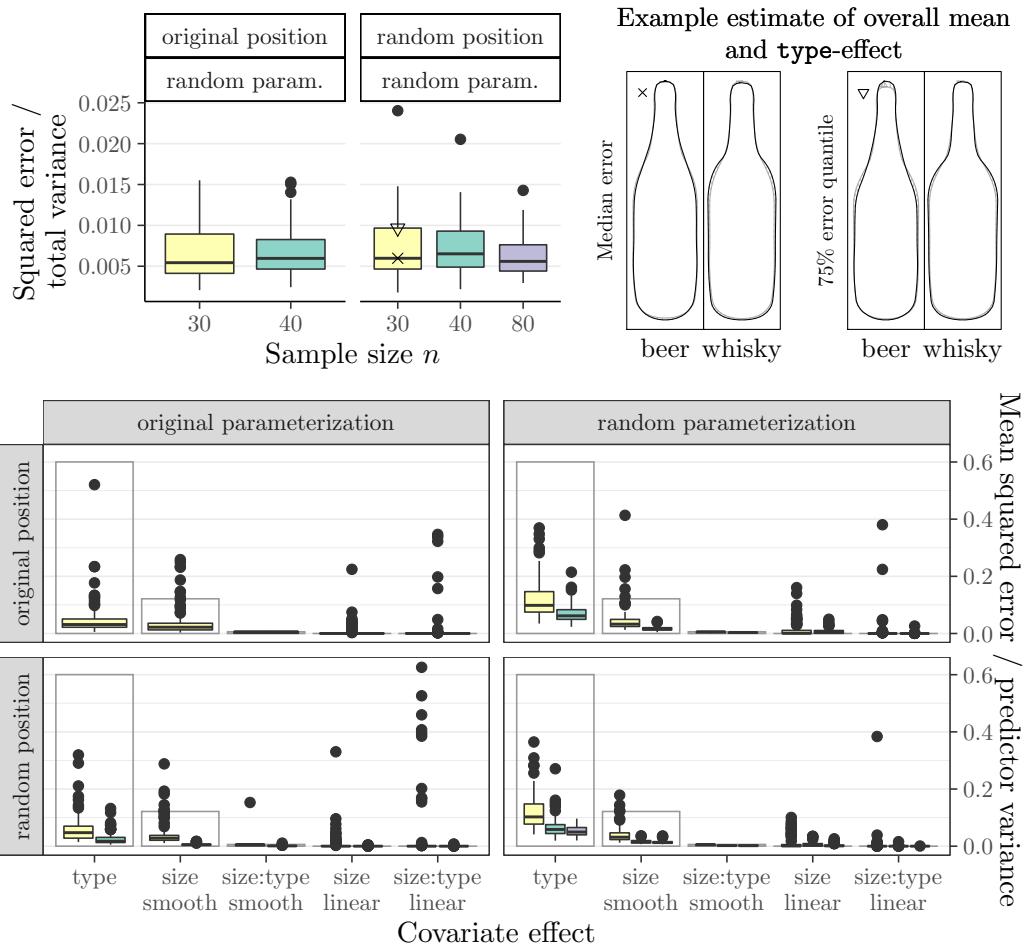 original position
random position
random param.
random param.
Squared error /
total variance
0.025
0.020
0.015
0.010
0.005
30
40
30
40
80
Sample size n
Example estimate of overall mean
and type-effect
Median error
75% error quantile
beer whisky
beer whisky
original parameterization
random parameterization
original position
random position
0.6
0.4
0.2
0.0
0.6
0.4
0.2
0.0
Mean squared error / predictor variance
type
size
smooth
size:type
smooth
size
linear
size:type
linear
type
size
smooth
size:type
smooth
size
linear
size:type
linear
Covariate effect